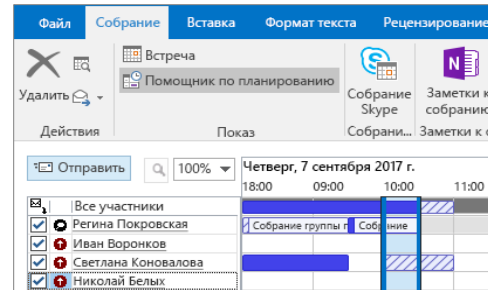 Файл Собрание Вставка Формат текста Рецензирование
Встреча
Помощник по планированию
Удалить
Собрание Skype
Заметки к собранию
Действия Показ Собрани... Заметки к с
Отправить 100% Четверг, 7 сентября 2017 г.
18:00 09:00 10:00 11:00
Все участники
Регина Покровская Собрание группы п Собрание
Иван Воронков
Светлана Коновалова
Николай Белых